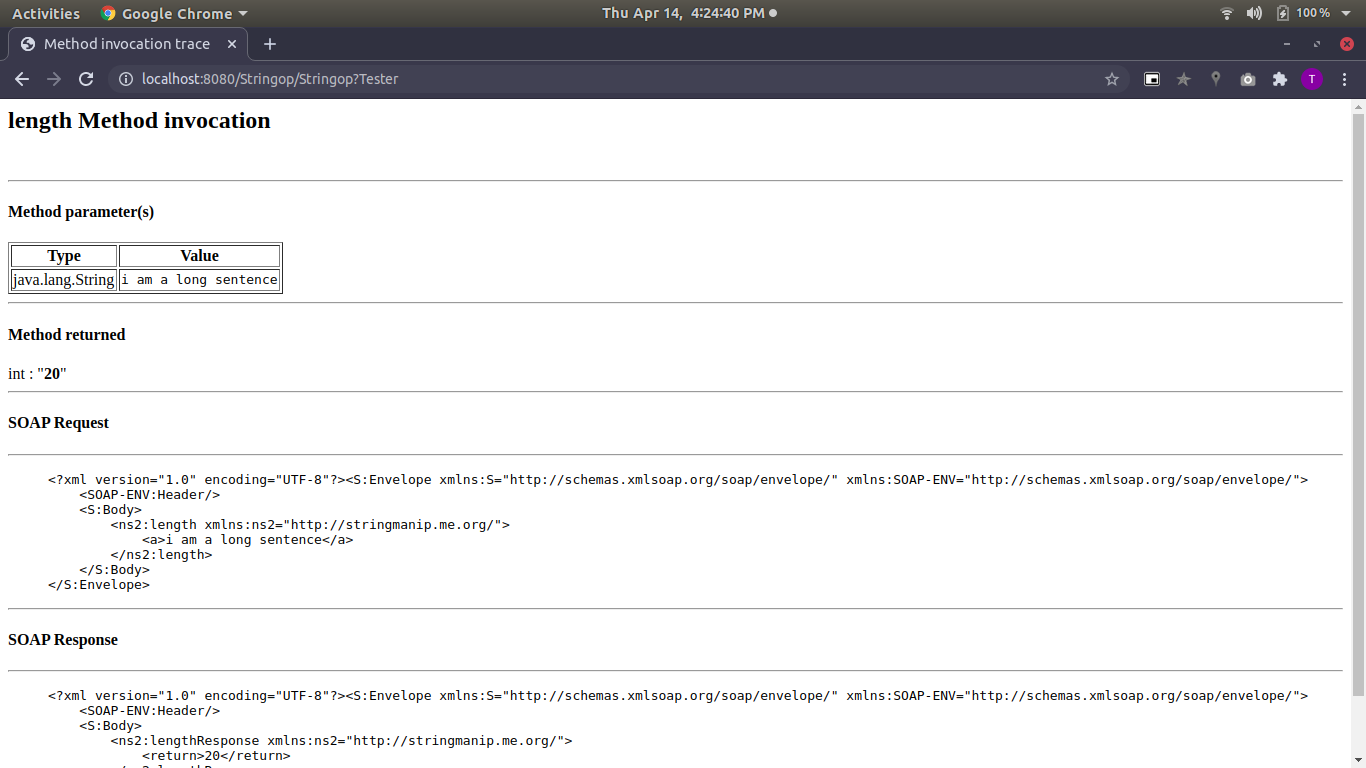 Activities Google Chrome Thu Apr 14, 4:24:40 PM 100 %
Method invocation trace
localhost:8080/Stringop/Stringop?Tester T
length Method invocation
Method parameter(s)
Type Value
java.lang.String i am a long sentence
Method returned
int : "20"
SOAP Request
<?xml version="1.0" encoding="UTF-8"?><S:Envelope xmlns:S="http://schemas.xmlsoap.org/soap/envelope/" xmlns:SOAP-ENV="http://schemas.xmlsoap.org/soap/envelope/">
<SOAP-ENV:Header/>
<S:Body>
<ns2:length xmlns:ns2="http://stringmanip.me.org/">
<a>i am a long sentence</a>
</ns2:length>
</S:Body>
</S:Envelope>
SOAP Response
<?xml version="1.0" encoding="UTF-8"?><S:Envelope xmlns:S="http://schemas.xmlsoap.org/soap/envelope/" xmlns:SOAP-ENV="http://schemas.xmlsoap.org/soap/envelope/">
<SOAP-ENV:Header/>
<S:Body>
<ns2:lengthResponse xmlns:ns2="http://stringmanip.me.org/">
<return>20</return>